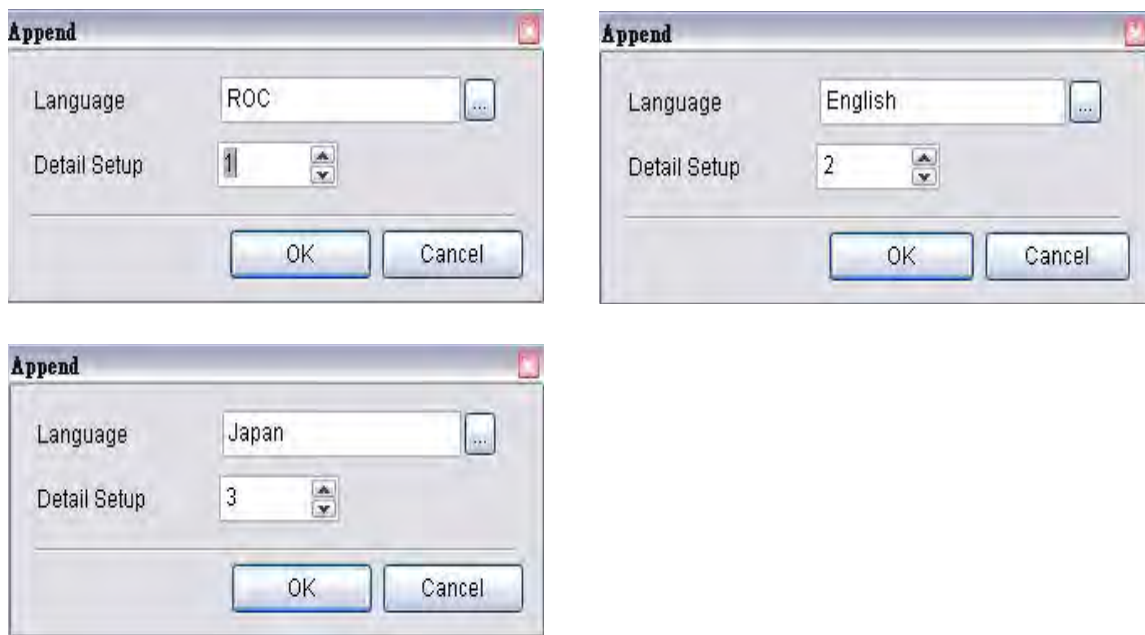 Append
Language ROC ...
Detail Setup 1
OK Cancel
Append
Language English ...
Detail Setup 2
OK Cancel
Append
Language Japan ...
Detail Setup 3
OK Cancel